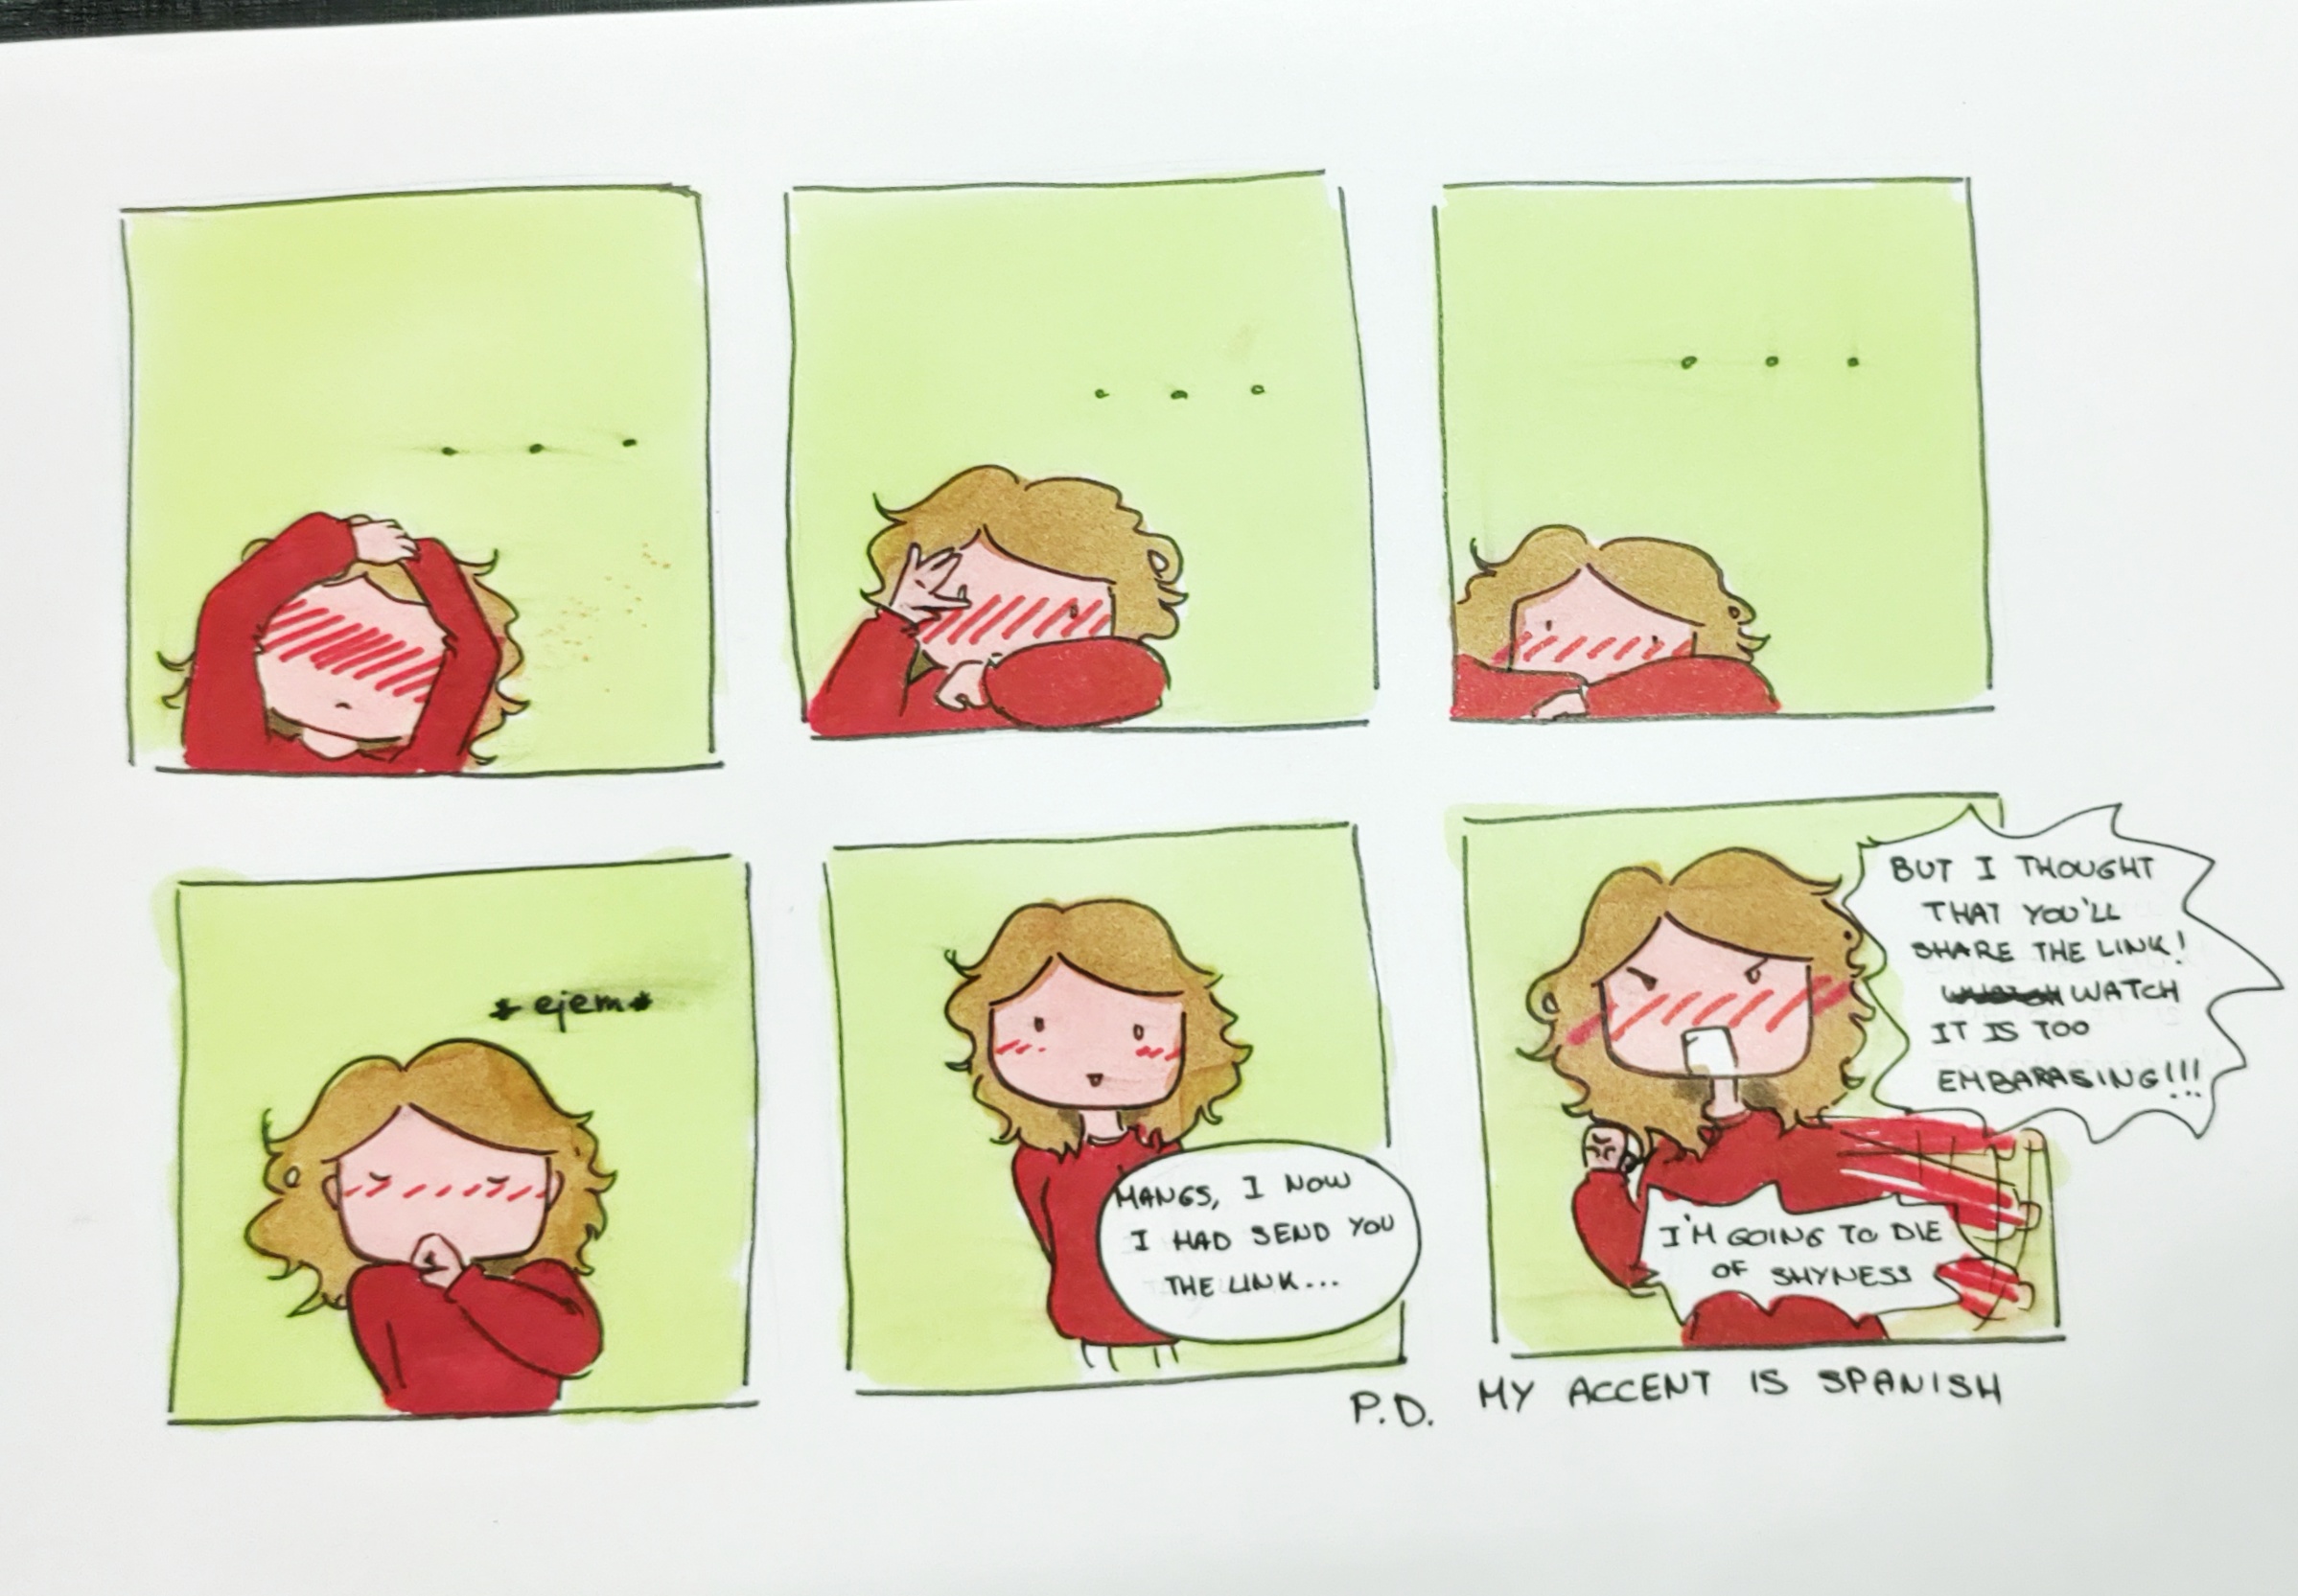 . . .
. . .
. . .
* ejem *
MANGS, I NOW
I HAD SEND YOU
THE LINK...
BUT I THOUGHT
THAT YOU'LL
SHARE THE LINK!
WATCH
IT IS TOO
EMBARASING!!!
I'M GOING TO DIE
OF SHYNESS
P.D. MY ACCENT IS SPANISH